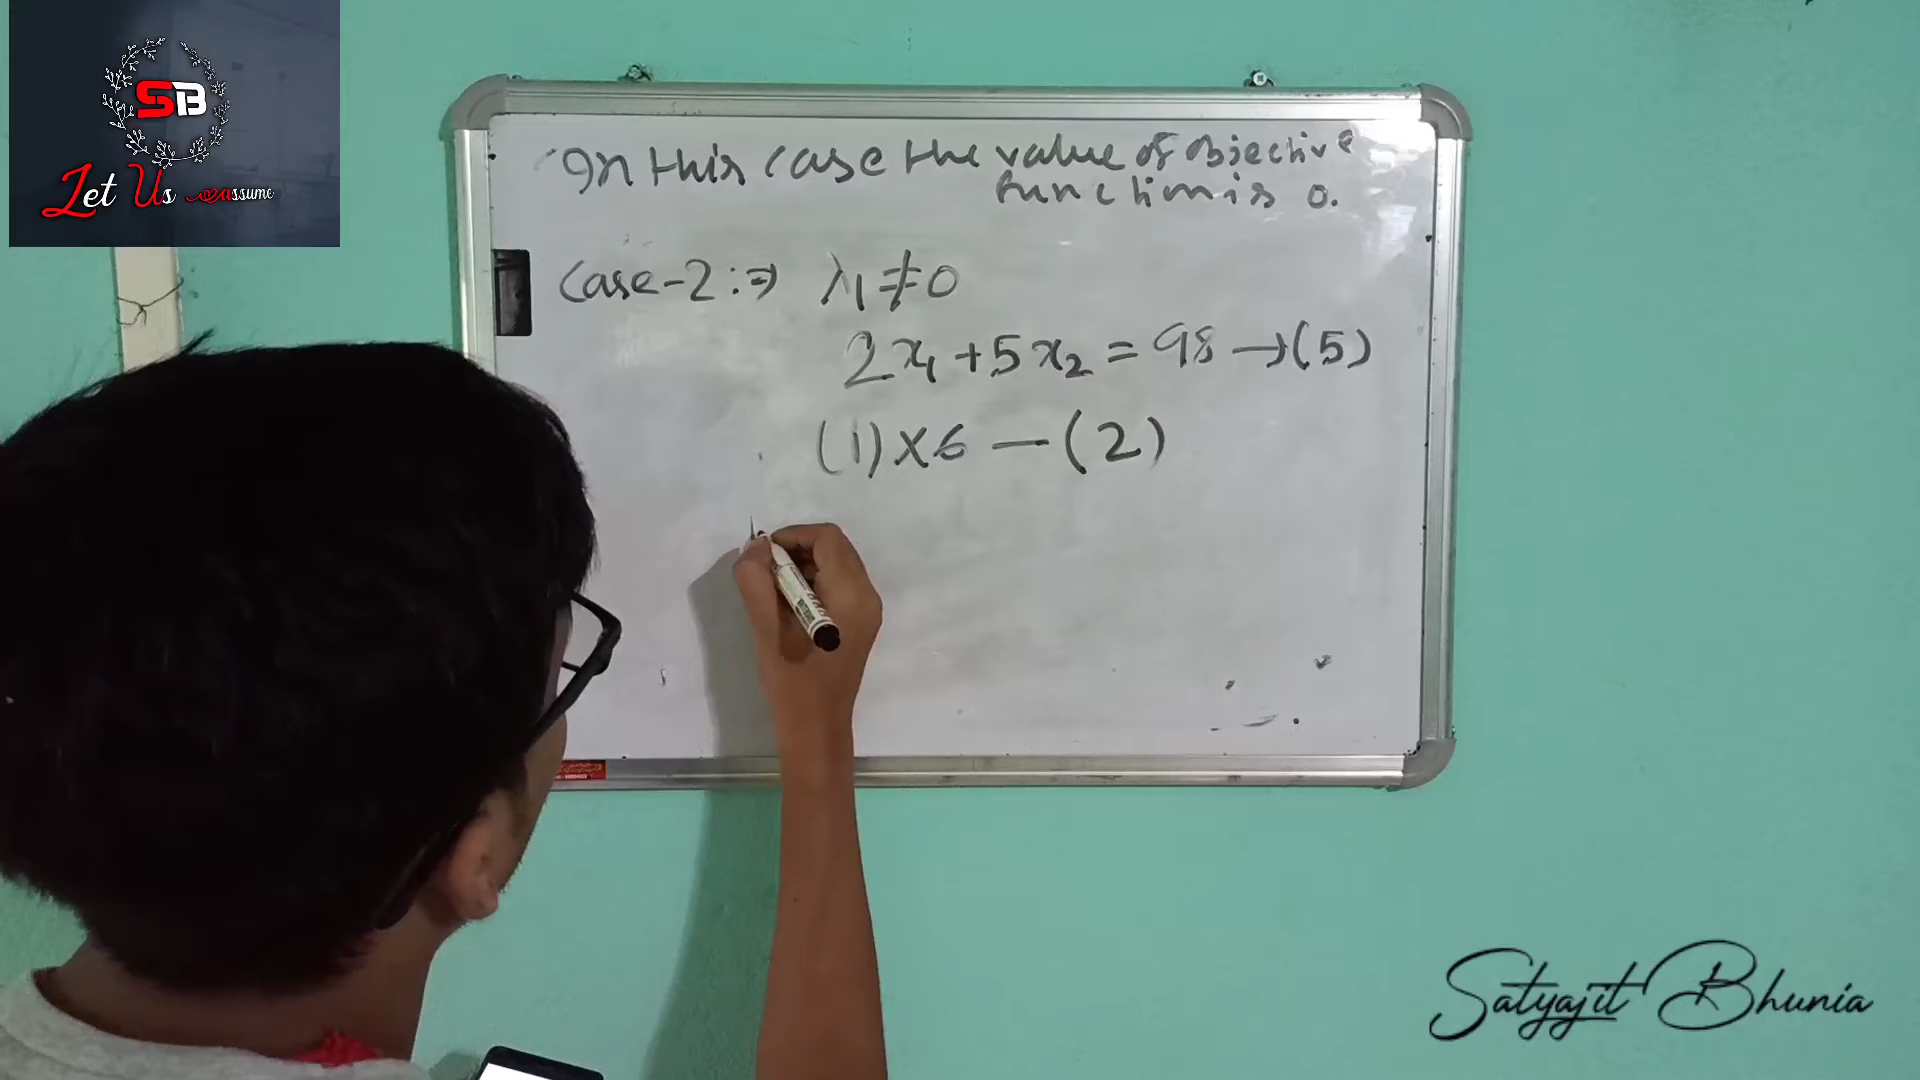 SB
Let Us assume
In this case the value of objective
function is 0.
Case-2:⇒ λ1≠0
2x₁+5x₂=98→(5)
(1)×6—(2)
Satyajit Bhunia